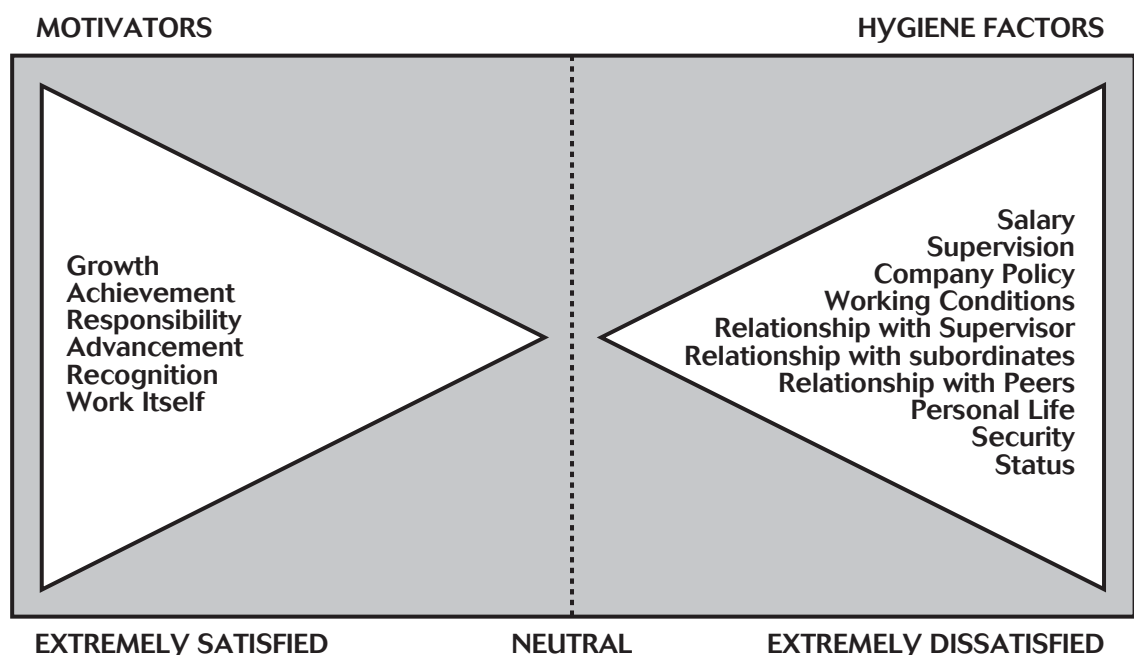 MOTIVATORS
HYGIENE FACTORS
Growth
Achievement
Responsibility
Advancement
Recognition
Work Itself
Salary
Supervision
Company Policy
Working Conditions
Relationship with Supervisor
Relationship with subordinates
Relationship with Peers
Personal Life
Security
Status
EXTREMELY SATISFIED
NEUTRAL
EXTREMELY DISSATISFIED